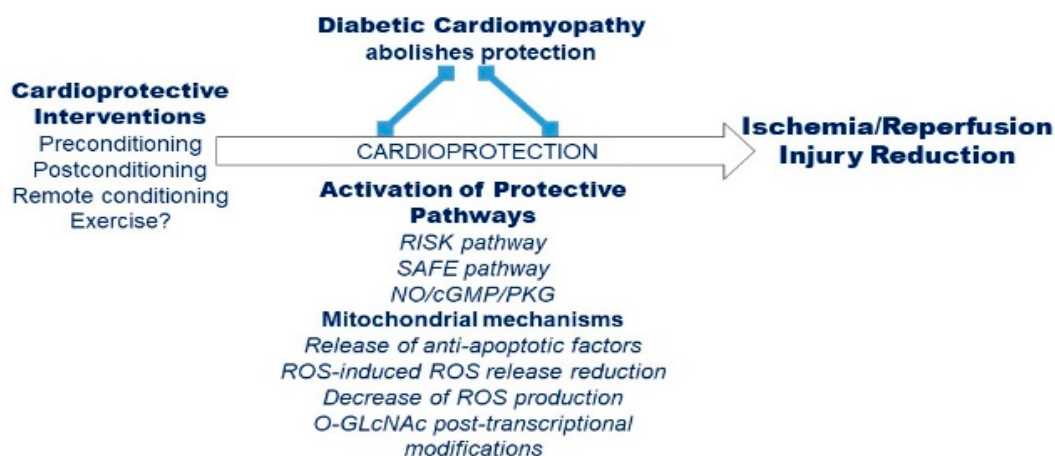 Diabetic Cardiomyopathy
abolishes protection
Cardioprotective
Interventions
Preconditioning
Postconditioning
Remote conditioning
Exercise?
CARDIOPROTECTION
Ischemia/Reperfusion
Injury Reduction
Activation of Protective
Pathways
RISK pathway
SAFE pathway
NO/cGMP/PKG
Mitochondrial mechanisms
Release of anti-apoptotic factors
ROS-induced ROS release reduction
Decrease of ROS production
O-GLcNAc post-transcriptional
modifications